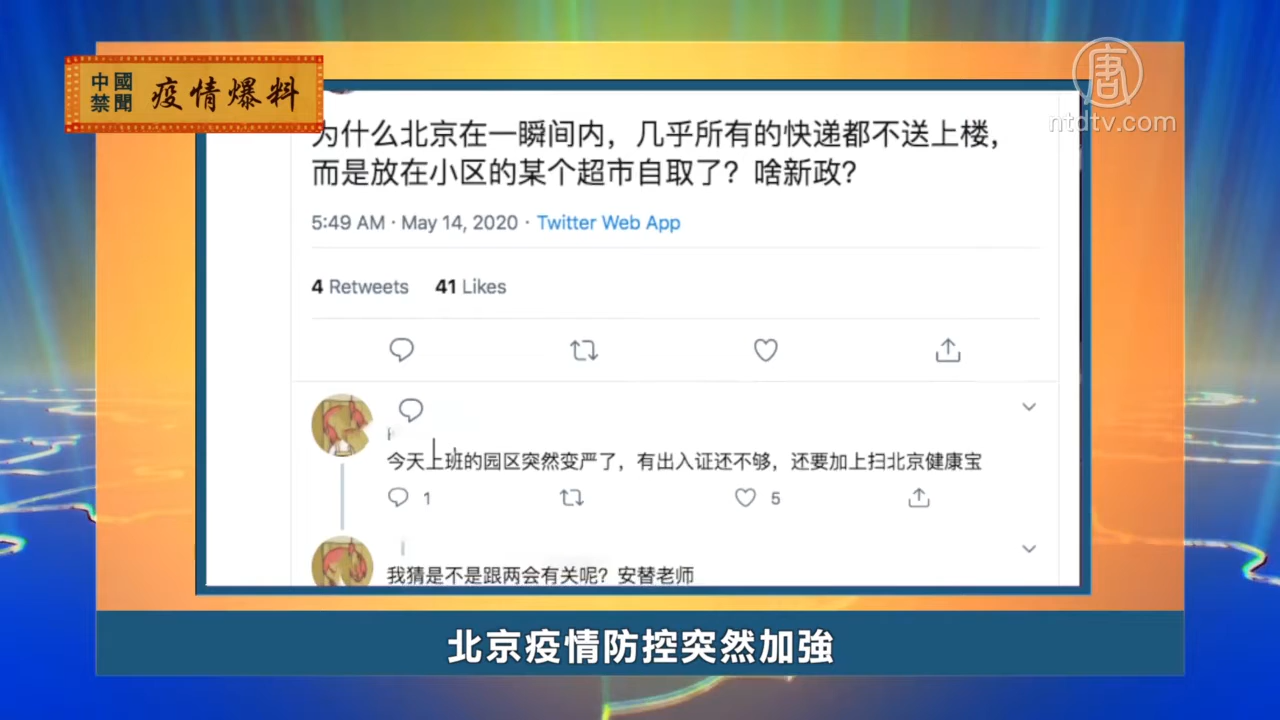 中國禁聞
疫情爆料
唐
ntdtv.com
为什么北京在一瞬间内，几乎所有的快递都不送上楼，
而是放在小区的某个超市自取了？啥新政？
5:49 AM · May 14, 2020 · Twitter Web App
4 Retweets 41 Likes
今天上班的园区突然变严了，有出入证还不够，还要加上扫北京健康宝
1 5
我猜是不是跟两会有关呢？安替老师
北京疫情防控突然加強